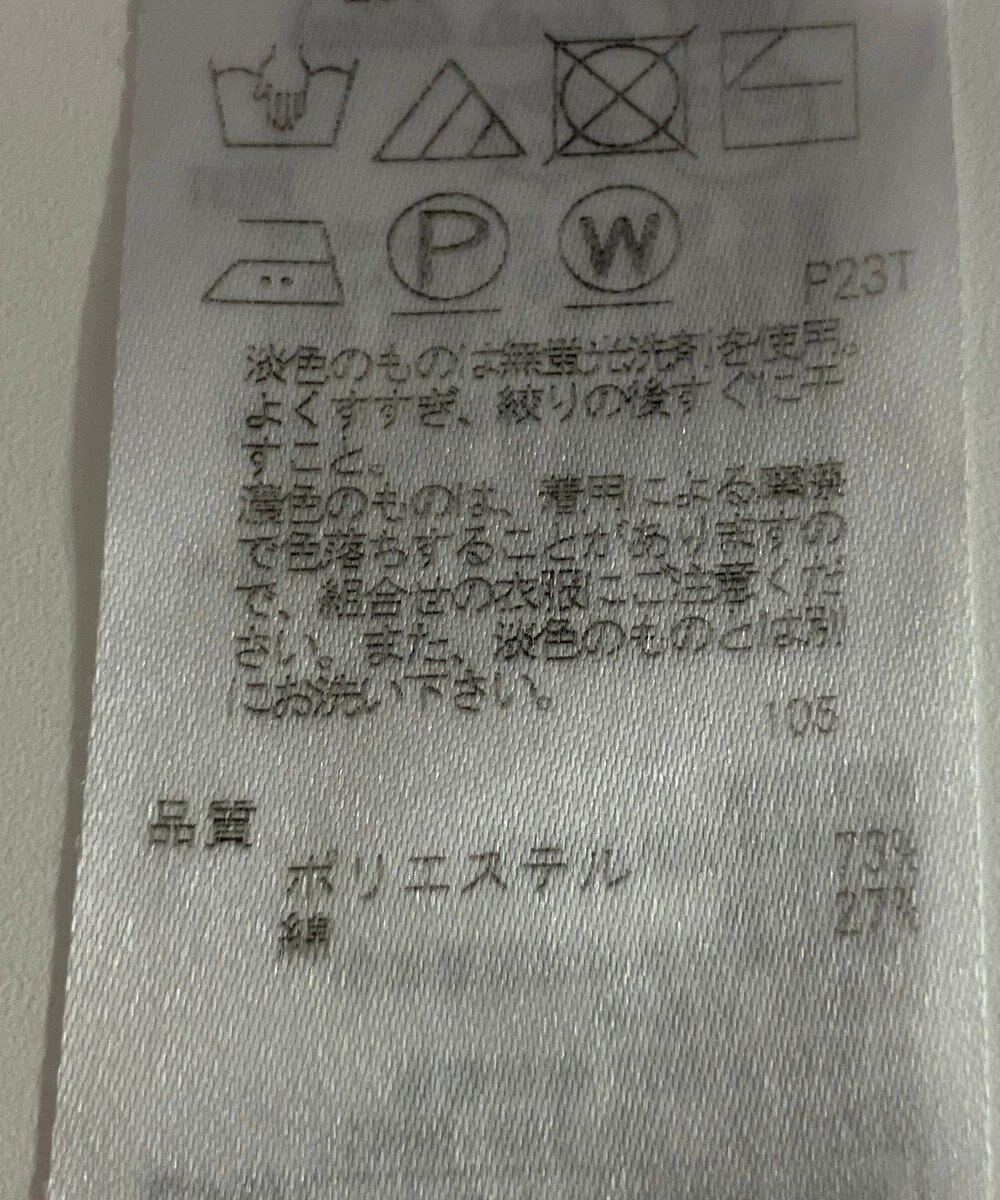 P W
P23T
淡色のものは無蛍光洗剤を使用。
よくすすぎ、絞りの後すぐに干
すこと。
濃色のものは、着用による摩擦
で色落ちすることがありますの
で、組合せの衣服にご注意くだ
さい。また、淡色のものとは別
にお洗い下さい。
105
品質
ポリエステル 73%
綿 27%